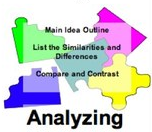 Main Idea Outline
List the Similarities and
Differences
Compare and Contrast
Analyzing